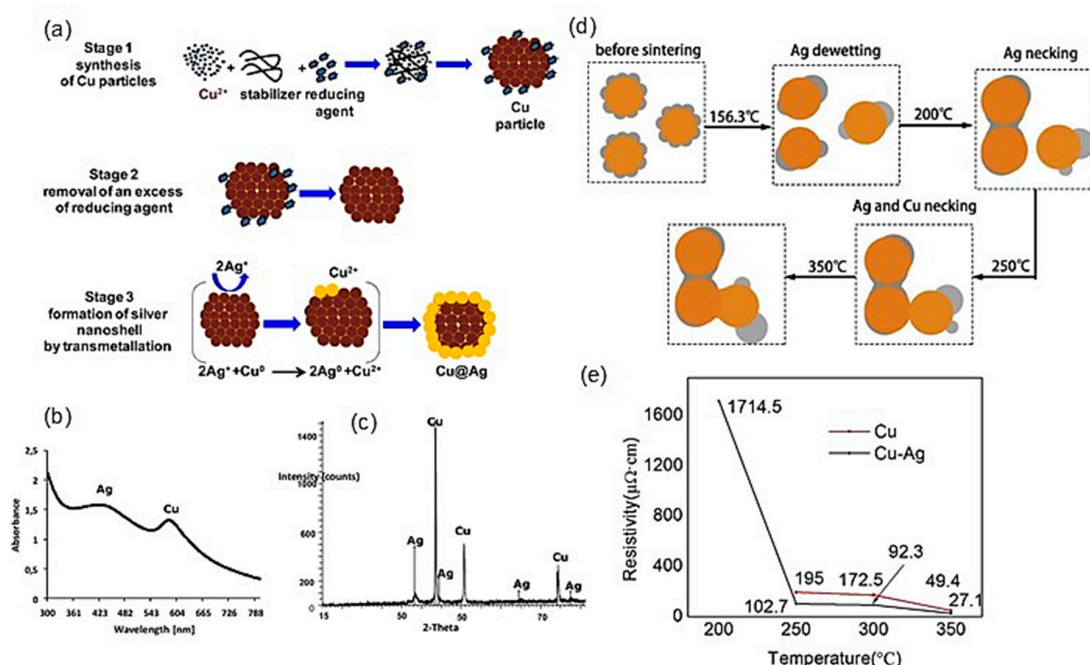 (a)
Stage 1
synthesis
of Cu particles
Cu²⁺
+
+
stabilizer reducing
agent
Cu
particle
Stage 2
removal of an excess
of reducing agent
Stage 3
formation of silver
nanoshell
by transmetallation
2Ag⁺
Cu²⁺
2Ag⁺+Cu⁰
2Ag⁰+Cu²⁺
Cu@Ag
(b)
2,5
2
1,5
1
0,5
0
Absorbance
Ag
Cu
300 361 423 543 604 665 726 788
Wavelength [nm]
(c)
Intensity (counts)
1400
1000
600
300
0
Ag
Cu
Ag
Cu
Ag
Cu
Ag
15 50 50 70 80
2-Theta
(d)
before sintering
156.3℃
Ag dewetting
200℃
Ag necking
250℃
Ag and Cu necking
350℃
(e)
Resistivity(μΩ·cm)
1600
1200
800
400
0
1714.5
Cu
Cu-Ag
195
172.5
92.3
49.4
102.7
27.1
200 250 300 350
Temperature(°C)